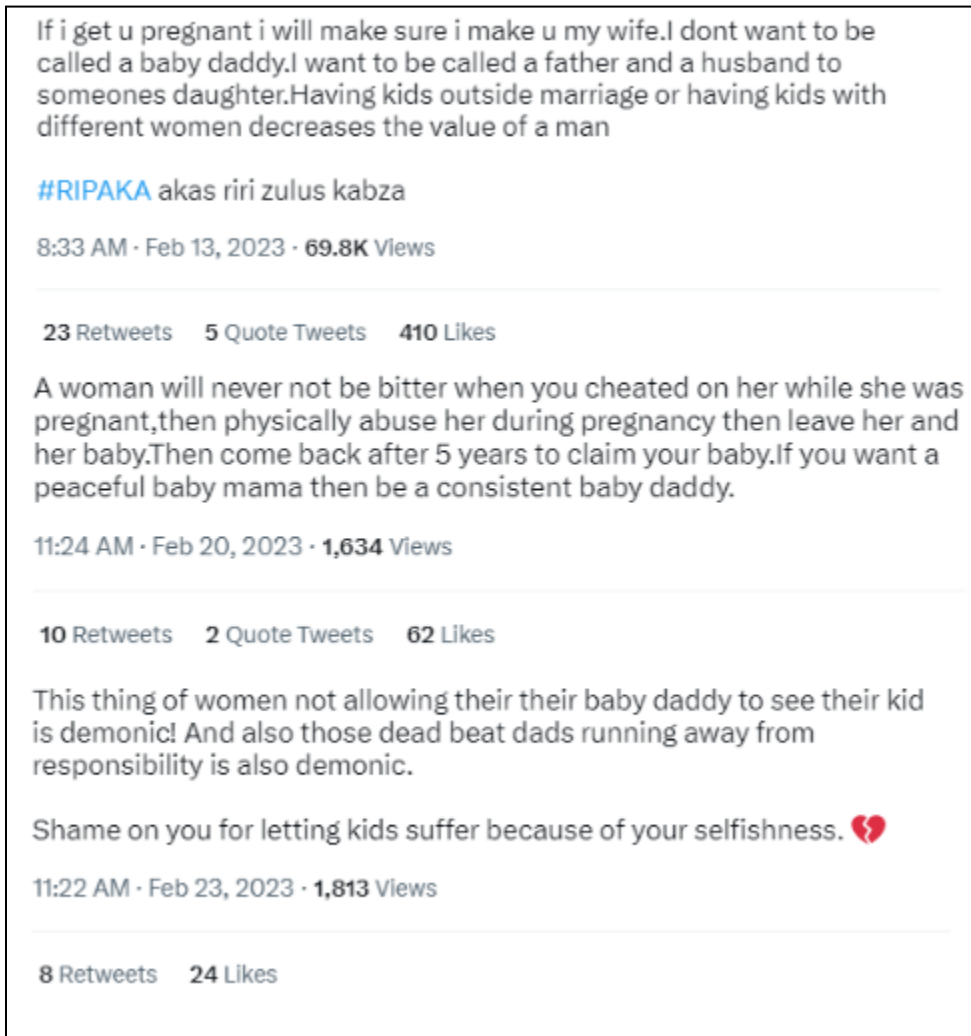 If i get u pregnant i will make sure i make u my wife.I dont want to be
called a baby daddy.I want to be called a father and a husband to
someones daughter.Having kids outside marriage or having kids with
different women decreases the value of a man
#RIPAKA akas riri zulus kabza
8:33 AM · Feb 13, 2023 · 69.8K Views
23 Retweets 5 Quote Tweets 410 Likes
A woman will never not be bitter when you cheated on her while she was
pregnant,then physically abuse her during pregnancy then leave her and
her baby.Then come back after 5 years to claim your baby.If you want a
peaceful baby mama then be a consistent baby daddy.
11:24 AM · Feb 20, 2023 · 1,634 Views
10 Retweets 2 Quote Tweets 62 Likes
This thing of women not allowing their their baby daddy to see their kid
is demonic! And also those dead beat dads running away from
responsibility is also demonic.
Shame on you for letting kids suffer because of your selfishness. 💔
11:22 AM · Feb 23, 2023 · 1,813 Views
8 Retweets 24 Likes